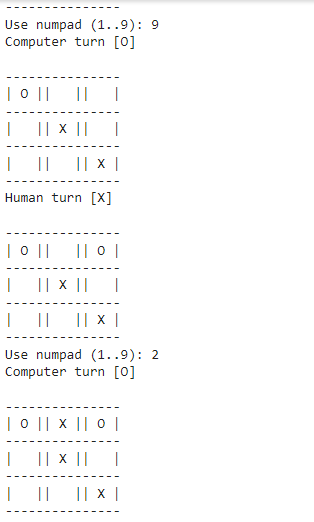 ---------------
Use numpad (1..9): 9
Computer turn [O]
---------------
| O ||   ||   |
---------------
|   || X ||   |
---------------
|   ||   || X |
---------------
Human turn [X]
---------------
| O ||   || O |
---------------
|   || X ||   |
---------------
|   ||   || X |
---------------
Use numpad (1..9): 2
Computer turn [O]
---------------
| O || X || O |
---------------
|   || X ||   |
---------------
|   ||   || X |
---------------